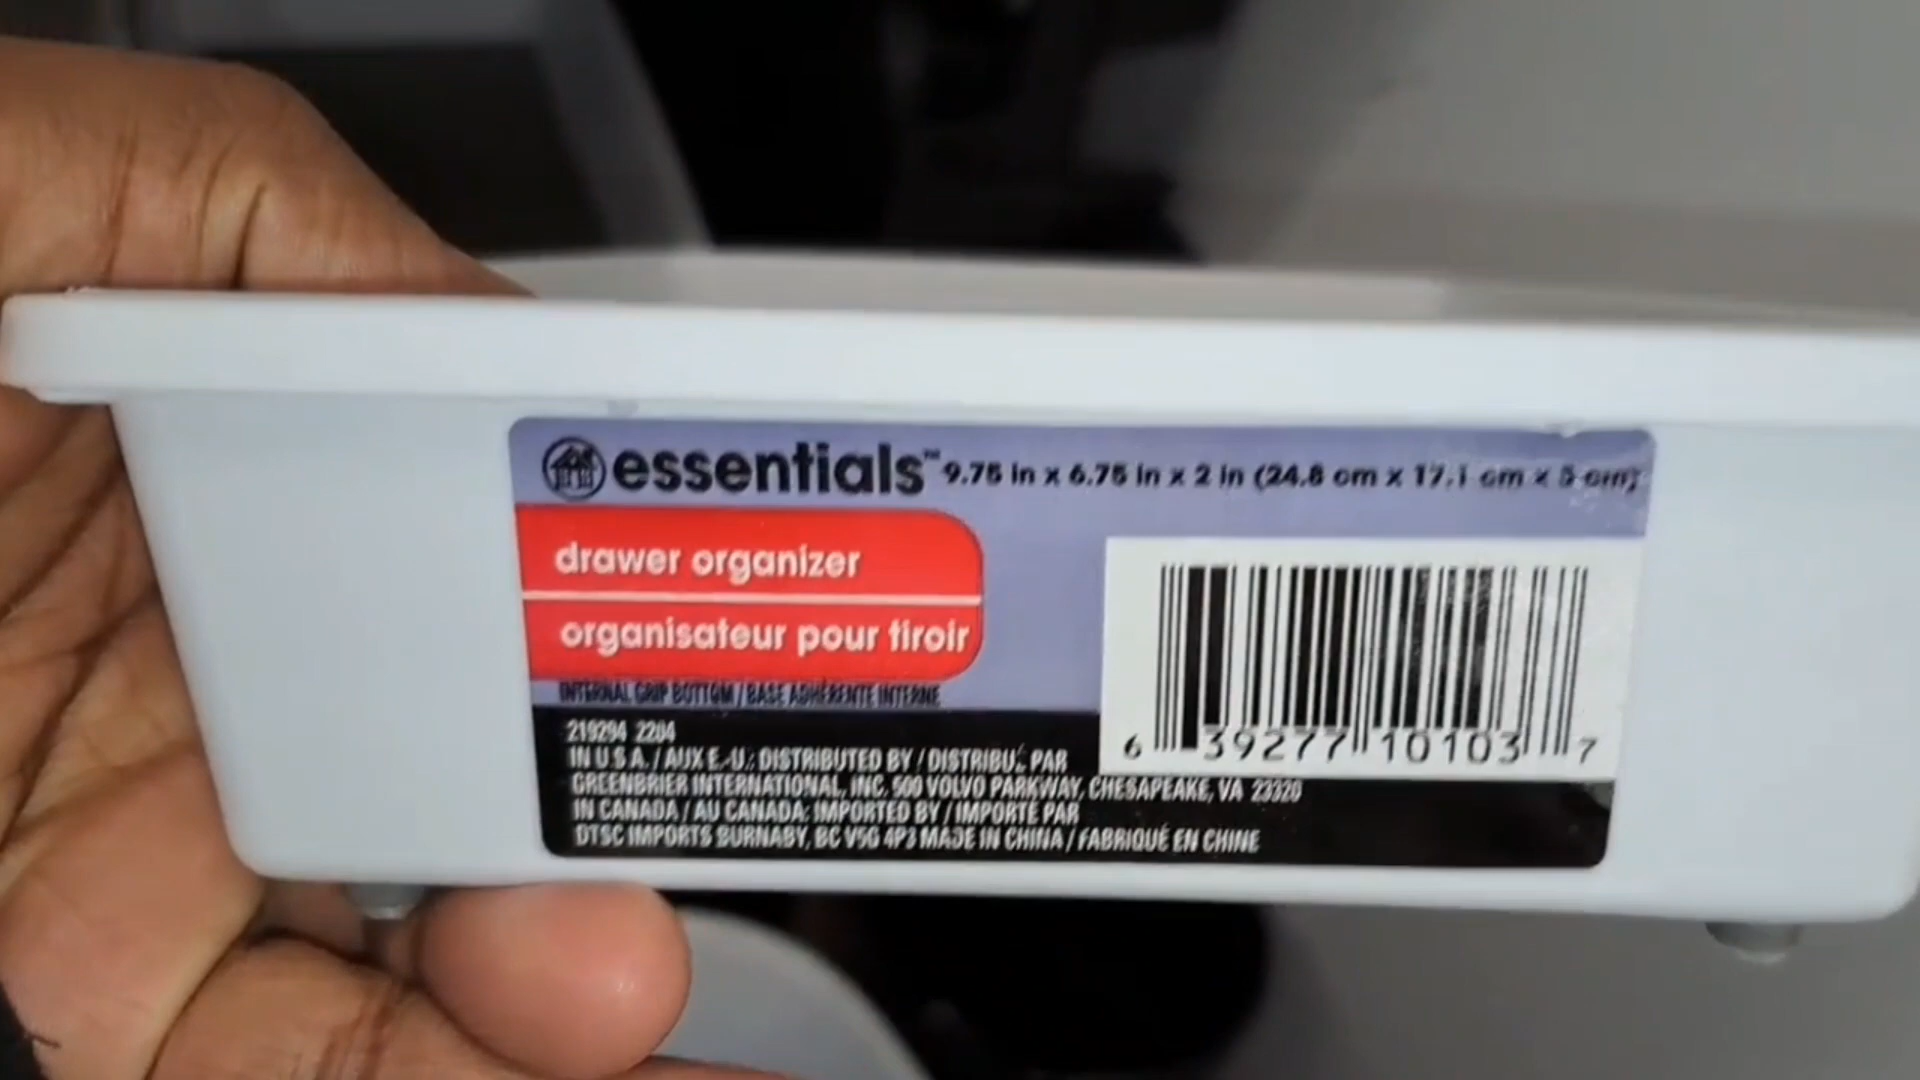 essentials™ 9.75 in x 6.75 in x 2 in (24.8 cm x 17.1 cm x 5 cm)
drawer organizer
organisateur pour tiroir
INTERNAL GRIP BOTTOM / BASE ADHÉRENTE INTERNE
219294 2204
IN U.S.A. / AUX E.-U.: DISTRIBUTED BY / DISTRIBUÉ PAR
GREENBRIER INTERNATIONAL, INC. 500 VOLVO PARKWAY, CHESAPEAKE, VA 23320
IN CANADA / AU CANADA: IMPORTED BY / IMPORTÉ PAR
DTSC IMPORTS BURNABY, BC V5G 4P3 MADE IN CHINA / FABRIQUÉ EN CHINE
6 39277 10103 7